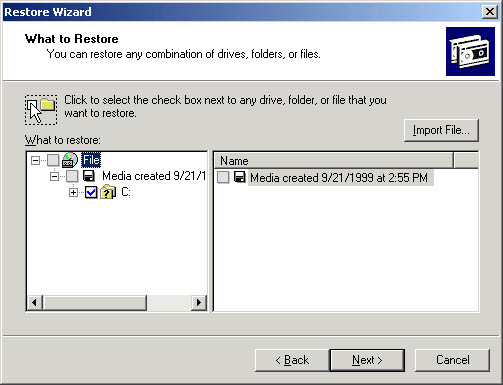 Restore Wizard
What to Restore
You can restore any combination of drives, folders, or files.
Click to select the check box next to any drive, folder, or file that you
want to restore.
Import File...
What to restore:
File
Media created 9/21/1
C:
Name
Media created 9/21/1999 at 2:55 PM
< Back
Next >
Cancel